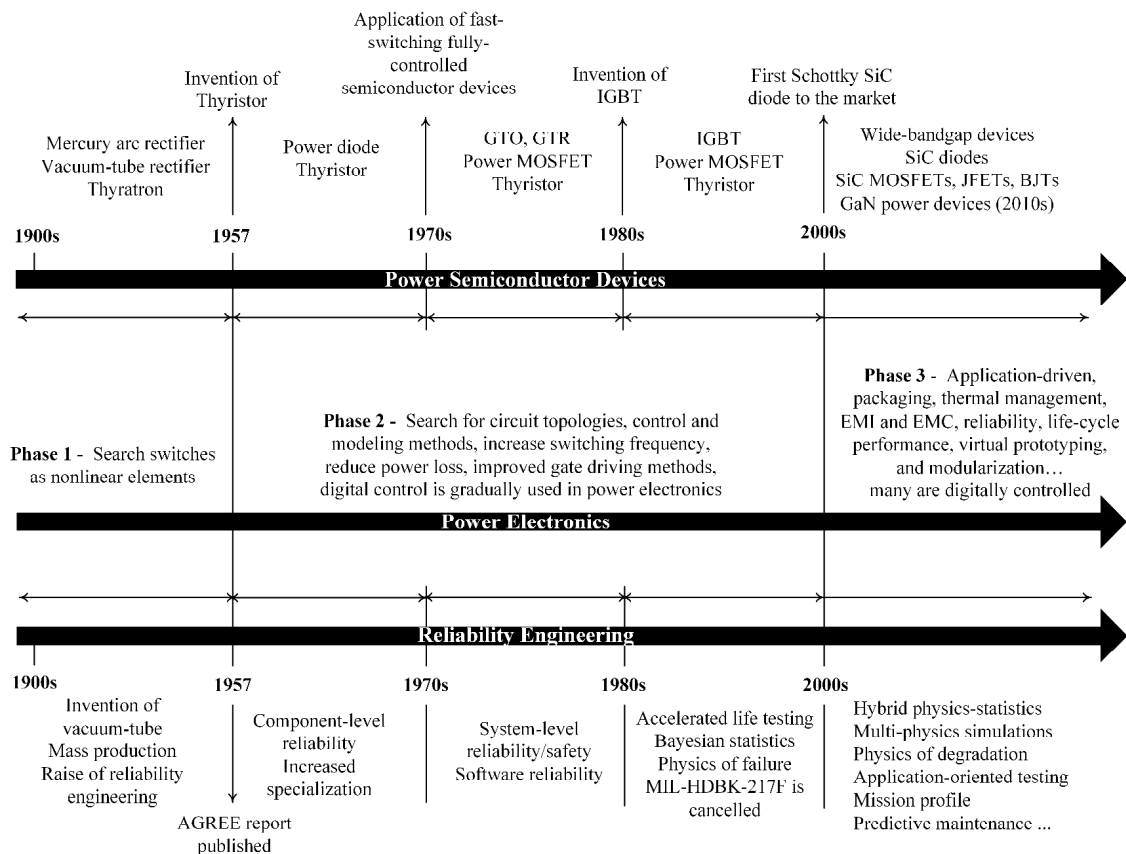 Application of fast-
switching fully-
controlled
semiconductor devices
Invention of
Thyristor
Invention of
IGBT
First Schottky SiC
diode to the market
Mercury arc rectifier
Vacuum-tube rectifier
Thyratron
Power diode
Thyristor
GTO, GTR
Power MOSFET
Thyristor
IGBT
Power MOSFET
Thyristor
Wide-bandgap devices
SiC diodes
SiC MOSFETs, JFETs, BJTs
GaN power devices (2010s)
1900s
1957
1970s
1980s
2000s
Power Semiconductor Devices
Phase 1 - Search switches
as nonlinear elements
Phase 2 - Search for circuit topologies, control and
modeling methods, increase switching frequency,
reduce power loss, improved gate driving methods,
digital control is gradually used in power electronics
Phase 3 - Application-driven,
packaging, thermal management,
EMI and EMC, reliability, life-cycle
performance, virtual prototyping,
and modularization…
many are digitally controlled
Power Electronics
Reliability Engineering
1900s
1957
1970s
1980s
2000s
Invention of
vacuum-tube
Mass production
Raise of reliability
engineering
AGREE report
published
Component-level
reliability
Increased
specialization
System-level
reliability/safety
Software reliability
Accelerated life testing
Bayesian statistics
Physics of failure
MIL-HDBK-217F is
cancelled
Hybrid physics-statistics
Multi-physics simulations
Physics of degradation
Application-oriented testing
Mission profile
Predictive maintenance ...